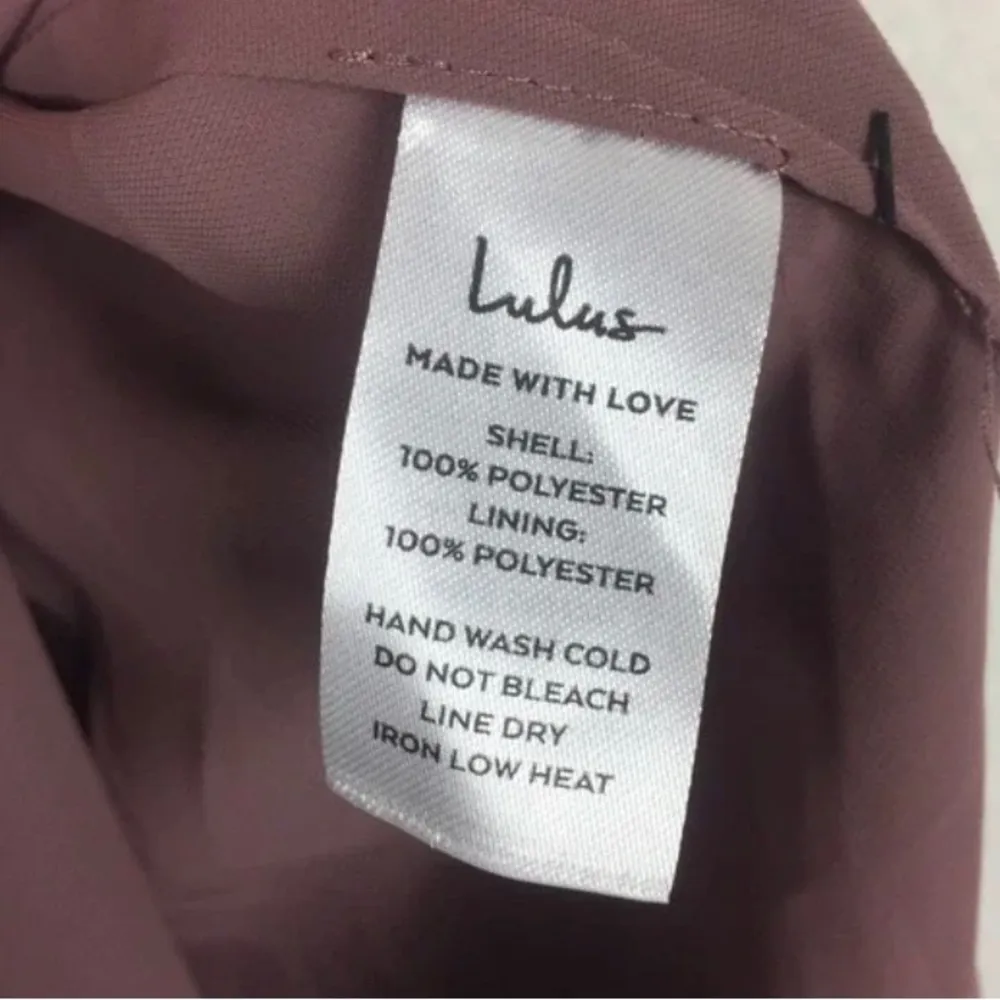 Lulus
MADE WITH LOVE
SHELL:
100% POLYESTER
LINING:
100% POLYESTER
HAND WASH COLD
DO NOT BLEACH
LINE DRY
IRON LOW HEAT